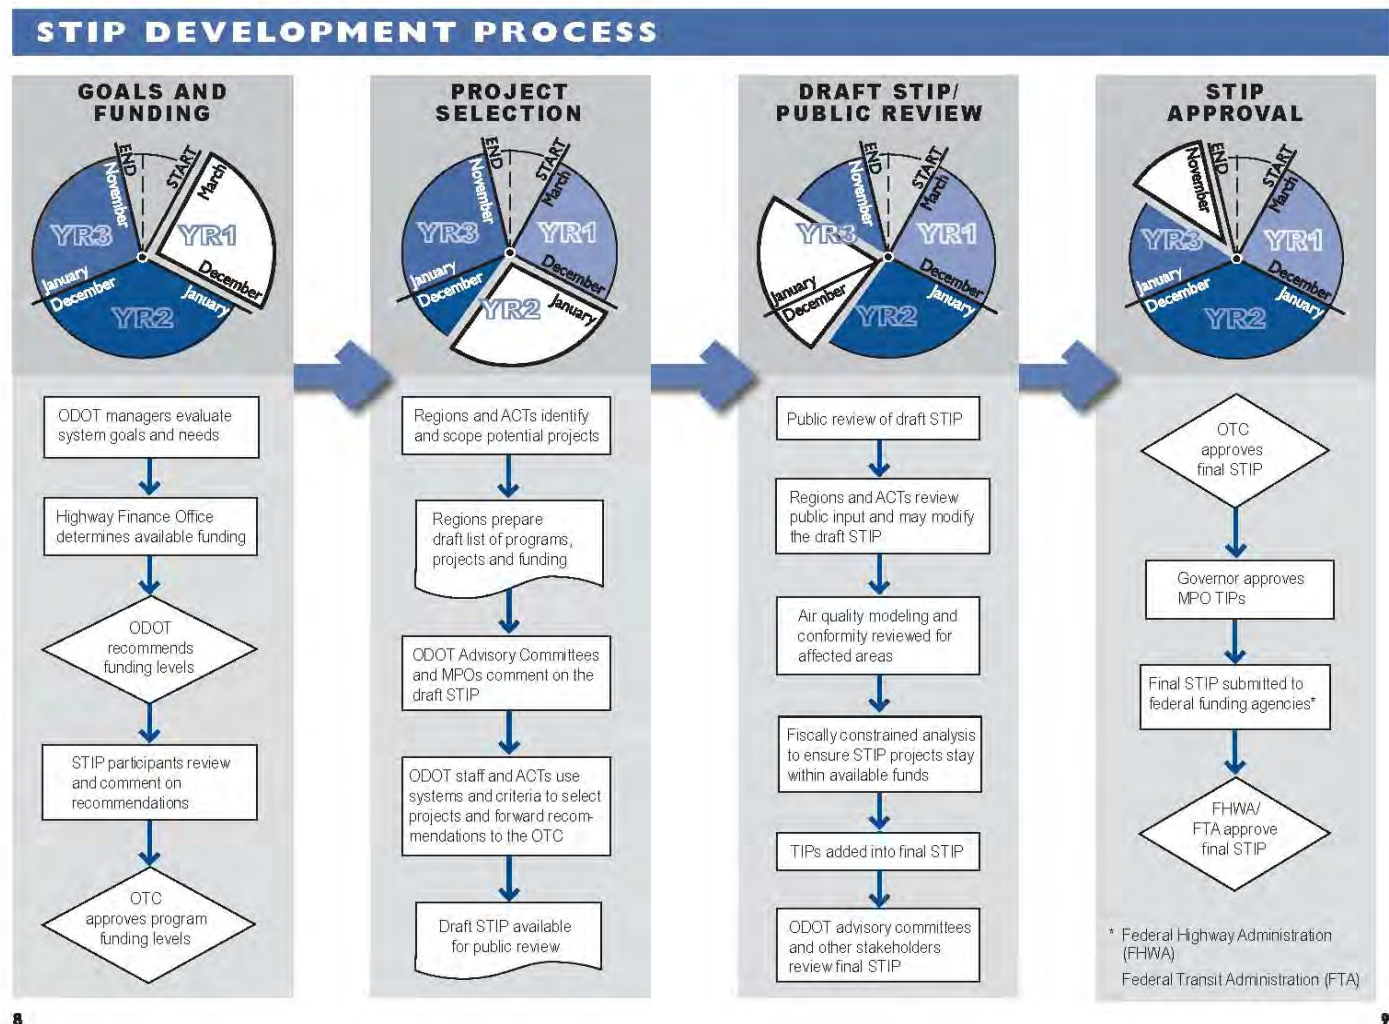 STIP DEVELOPMENT PROCESS
GOALS AND
FUNDING
END
START
November
March
YR3
YR1
January
December
December
January
YR2
ODOT managers evaluate
system goals and needs
Highway Finance Office
determines available funding
ODOT
recommends
funding levels
STIP participants review
and comment on
recommendations
OTC
approves program
funding levels
PROJECT
SELECTION
END
START
November
March
YR3
YR1
January
December
December
January
YR2
Regions and ACTs identify
and scope potential projects
Regions prepare
draft list of programs,
projects and funding
ODOT Advisory Committees
and MPOs comment on the
draft STIP
ODOT staff and ACTs use
systems and criteria to select
projects and forward recom-
mendations to the OTC
Draft STIP available
for public review
DRAFT STIP/
PUBLIC REVIEW
END
START
November
March
YR3
YR1
January
December
December
January
YR2
Public review of draft STIP
Regions and ACTs review
public input and may modify
the draft STIP
Air quality modeling and
conformity reviewed for
affected areas
Fiscally constrained analysis
to ensure STIP projects stay
within available funds
TIPs added into final STIP
ODOT advisory committees
and other stakeholders
review final STIP
STIP
APPROVAL
END
START
November
March
YR3
YR1
January
December
December
January
YR2
OTC
approves
final STIP
Governor approves
MPO TIPs
Final STIP submitted to
federal funding agencies*
FHWA/
FTA approve
final STIP
* Federal Highway Administration
(FHWA)
Federal Transit Administration (FTA)
8
9